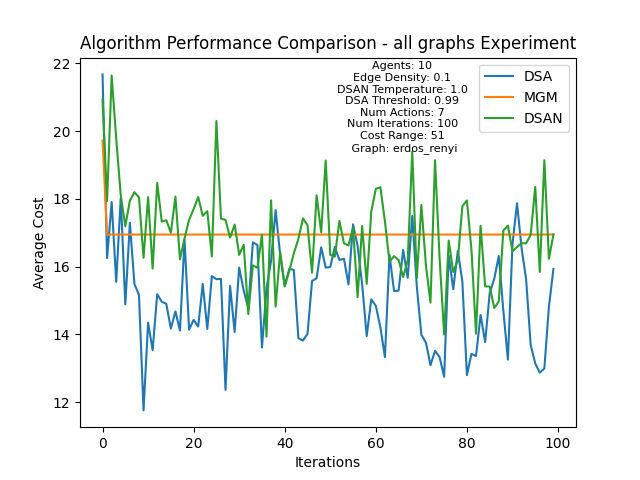 Algorithm Performance Comparison - all graphs Experiment
Agents: 10
Edge Density: 0.1
DSAN Temperature: 1.0
DSA Threshold: 0.99
Num Actions: 7
Num Iterations: 100
Cost Range: 51
Graph: erdos_renyi
DSA
MGM
DSAN
Average Cost
22
20
18
16
14
12
0
20
40
60
80
100
Iterations